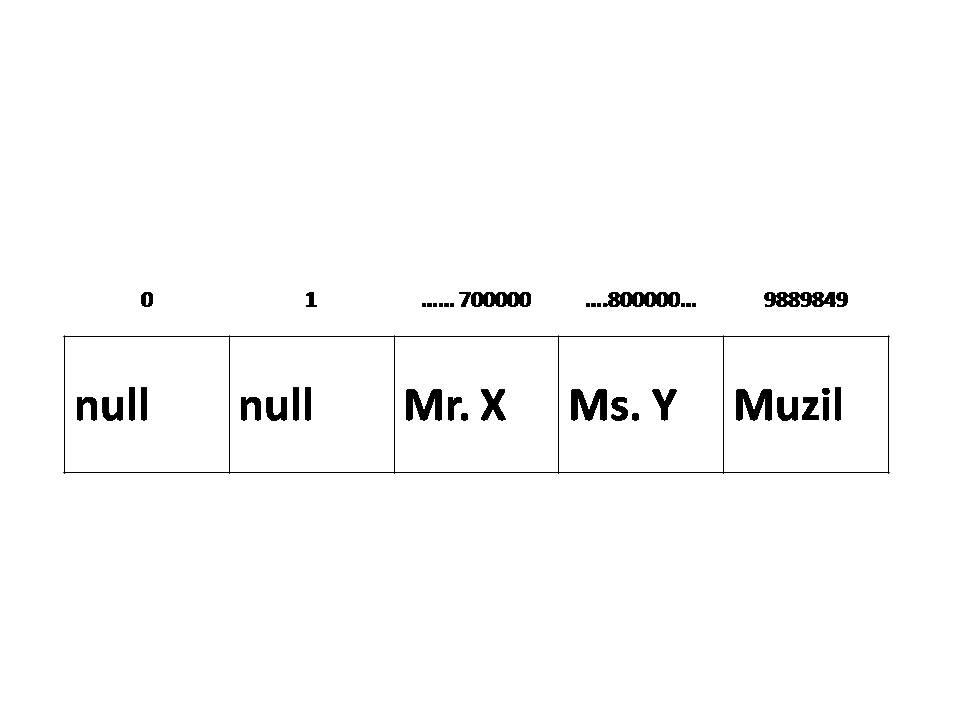 0 1 ...... 700000 ....800000... 9889849
null null Mr. X Ms. Y Muzil